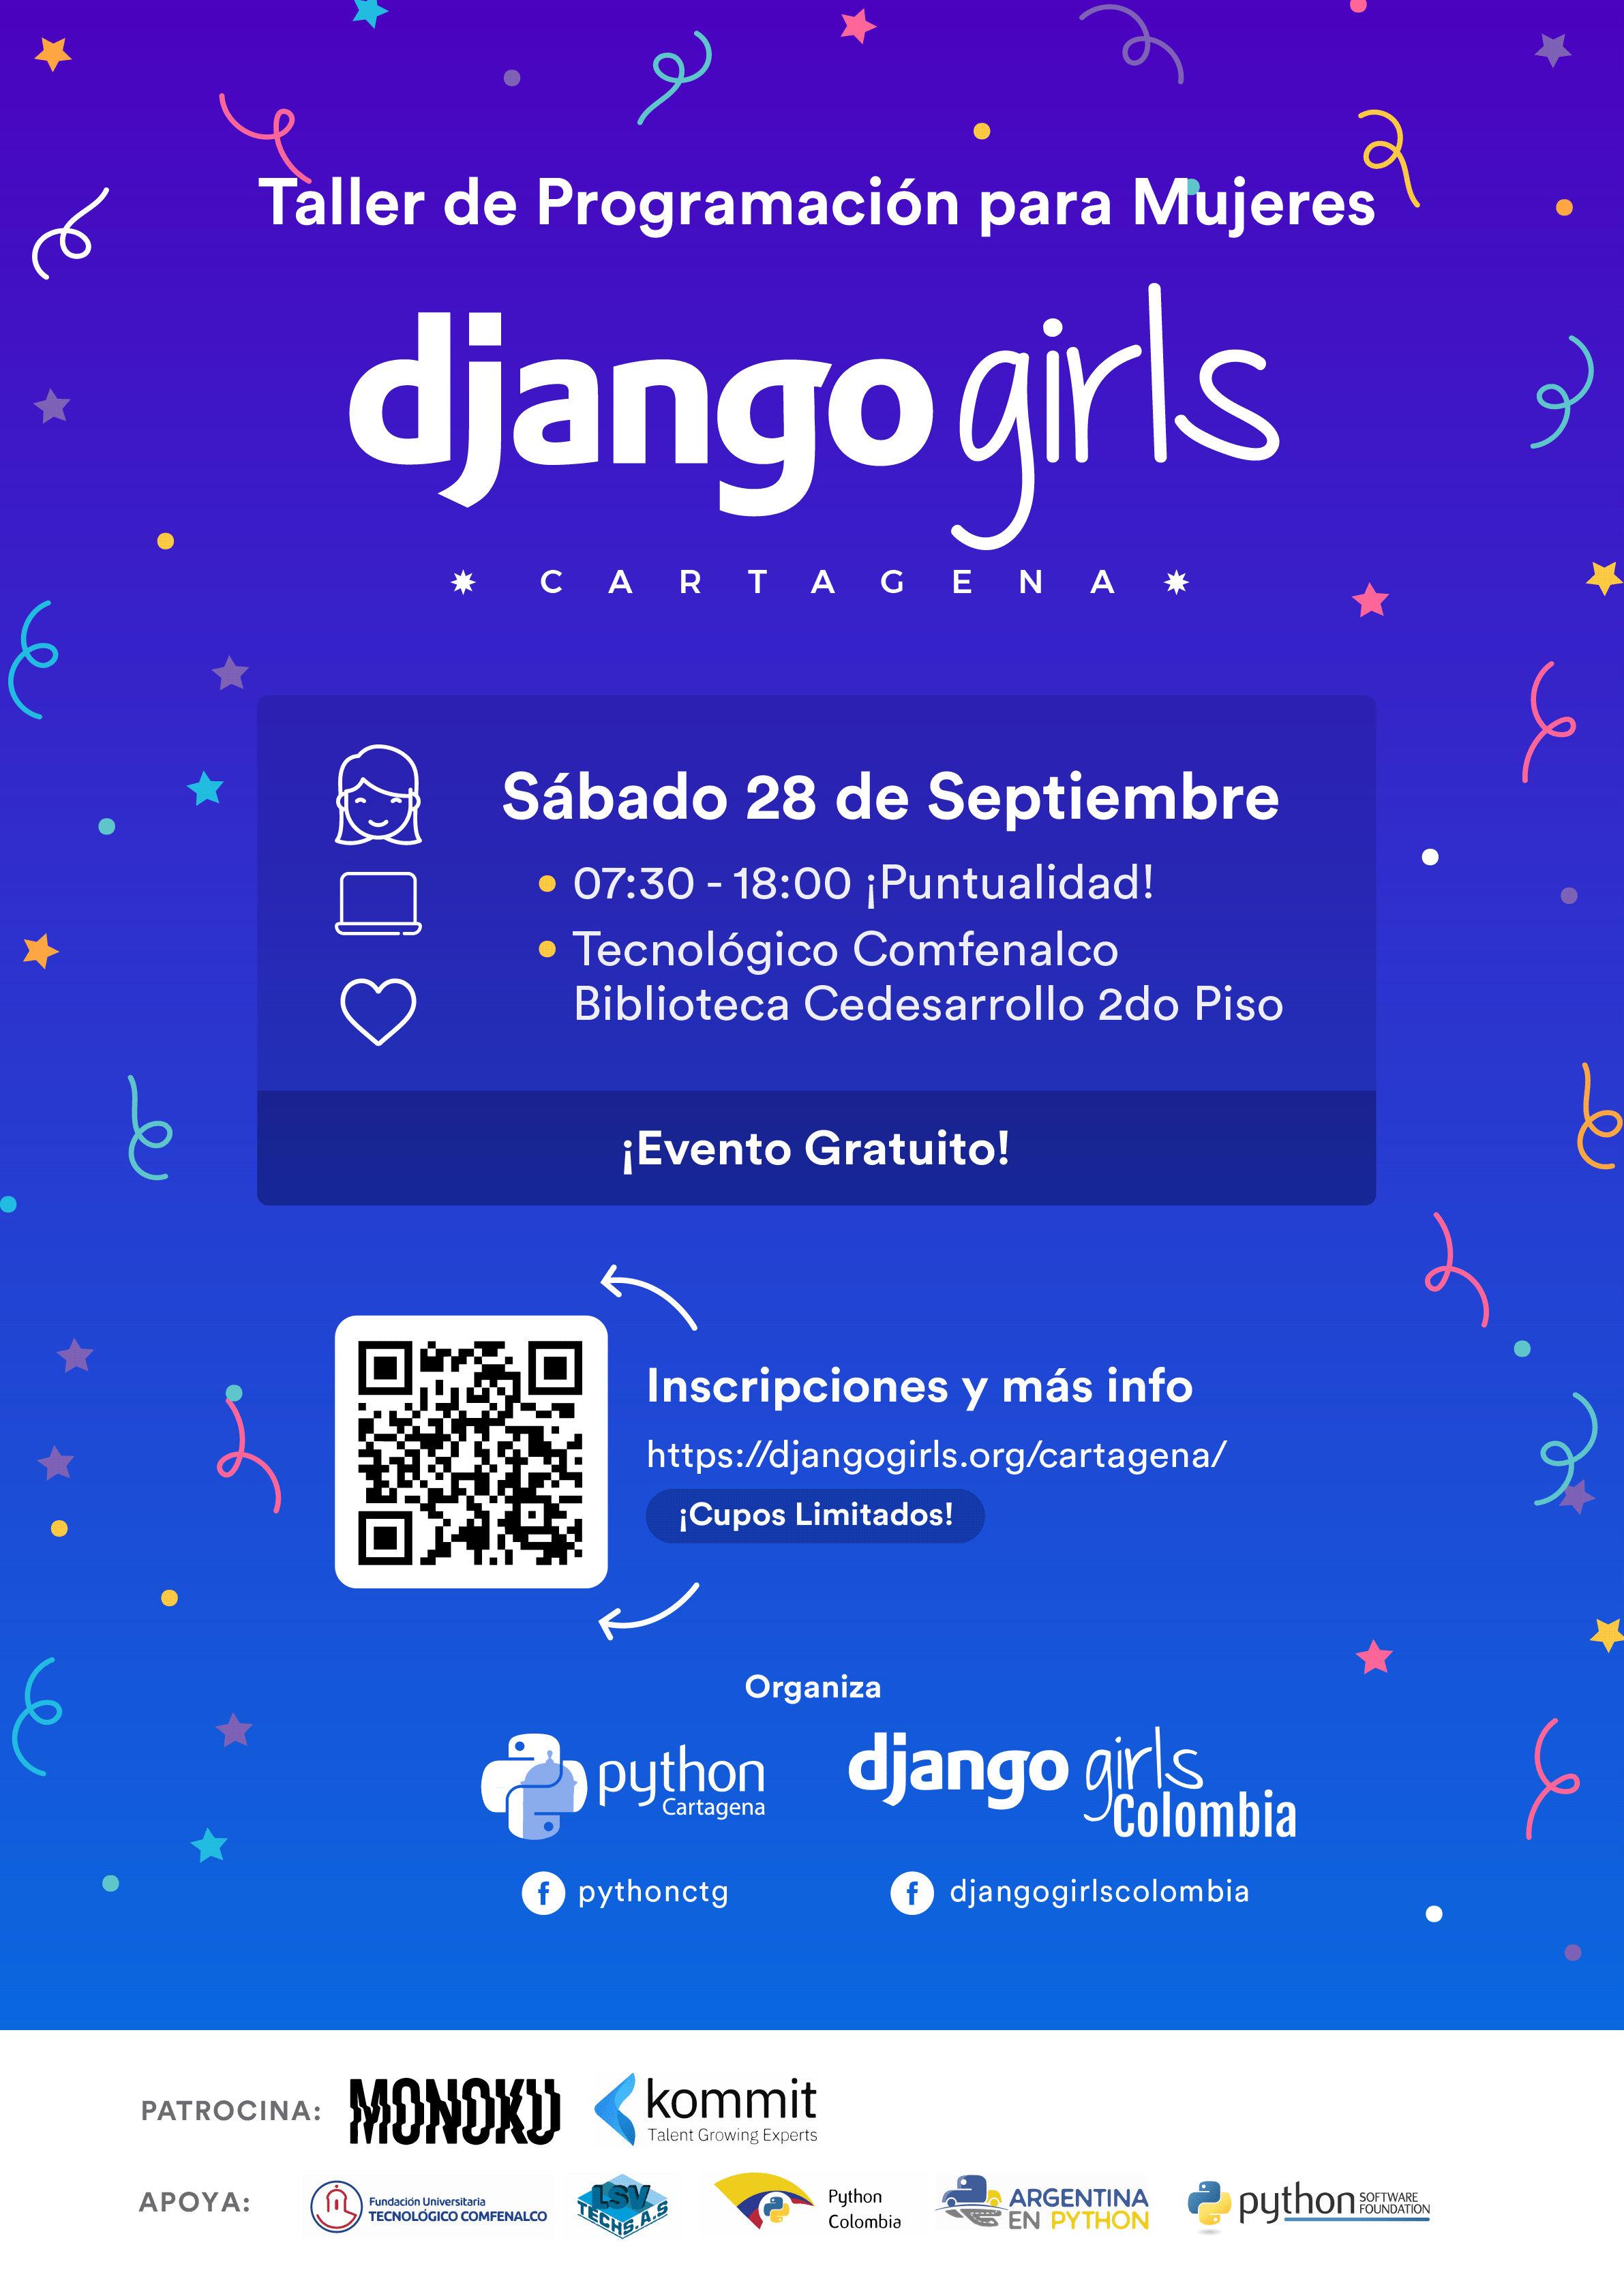 Taller de Programación para Mujeres
django girls
CARTAGENA
Sábado 28 de Septiembre
07:30 - 18:00 ¡Puntualidad!
Tecnológico Comfenalco
Biblioteca Cedesarrollo 2do Piso
¡Evento Gratuito!
Inscripciones y más info
https://djangogirls.org/cartagena/
¡Cupos Limitados!
Organiza
python
Cartagena
django girls
Colombia
pythonctg
djangogirlscolombia
PATROCINA:
MONOKU
kommit
Talent Growing Experts
APOYA:
Fundación Universitaria
TECNOLÓGICO COMFENALCO
LSV
TECH S.A.S
Python
Colombia
ARGENTINA
EN PYTHON
python
SOFTWARE
FOUNDATION